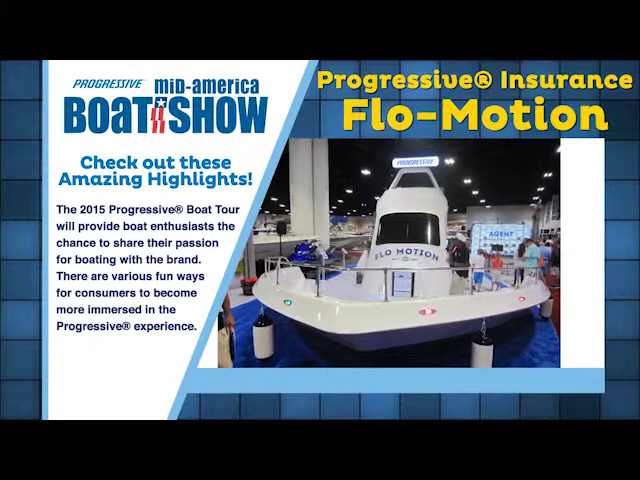 PROGRESSIVE®
mid-america
BOAT SHOW
Check out these
Amazing Highlights!
The 2015 Progressive® Boat Tour
will provide boat enthusiasts the
chance to share their passion
for boating with the brand.
There are various fun ways
for consumers to become
more immersed in the
Progressive® experience.
Progressive® Insurance
Flo-Motion
PROGRESSIVE
FLO MOTION
AGENT